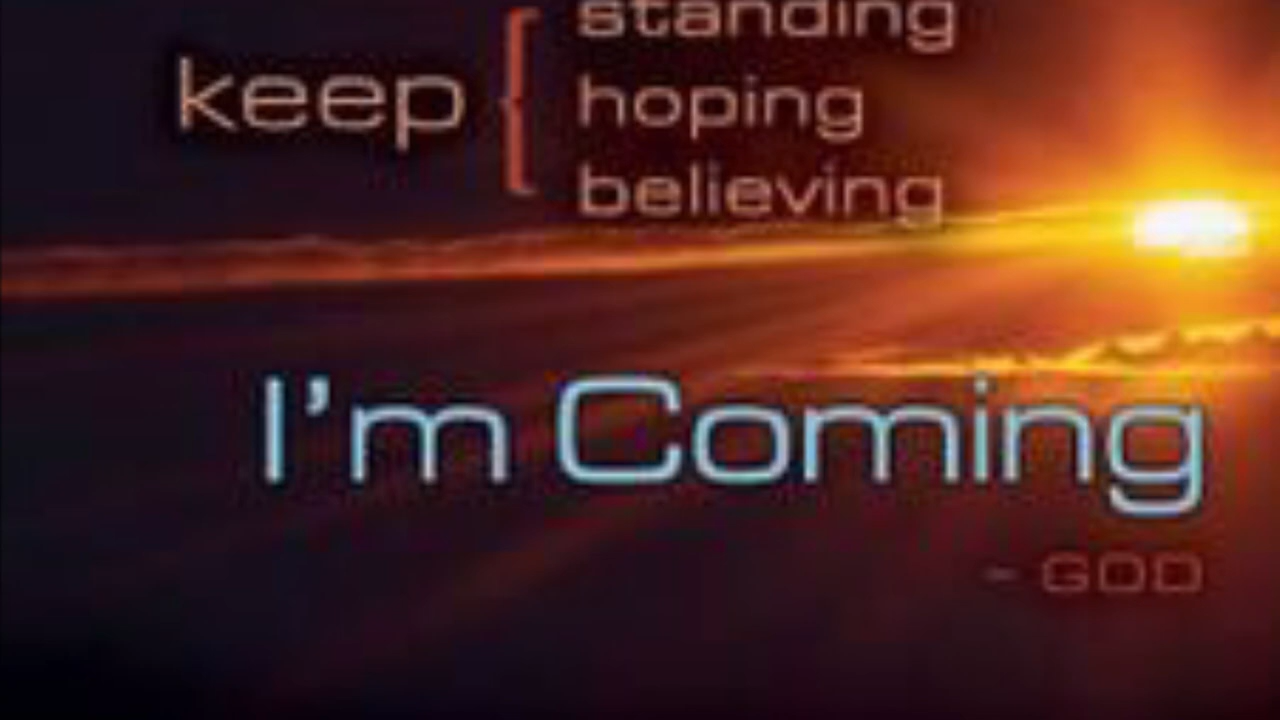 standing
keep { hoping
believing
I'm Coming
- GOD